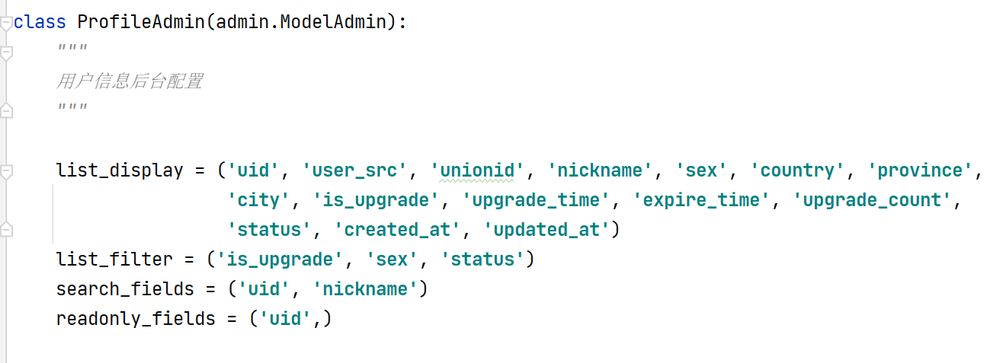 class ProfileAdmin(admin.ModelAdmin):
"""
用户信息后台配置
"""
list_display = ('uid', 'user_src', 'unionid', 'nickname', 'sex', 'country', 'province',
'city', 'is_upgrade', 'upgrade_time', 'expire_time', 'upgrade_count',
'status', 'created_at', 'updated_at')
list_filter = ('is_upgrade', 'sex', 'status')
search_fields = ('uid', 'nickname')
readonly_fields = ('uid',)